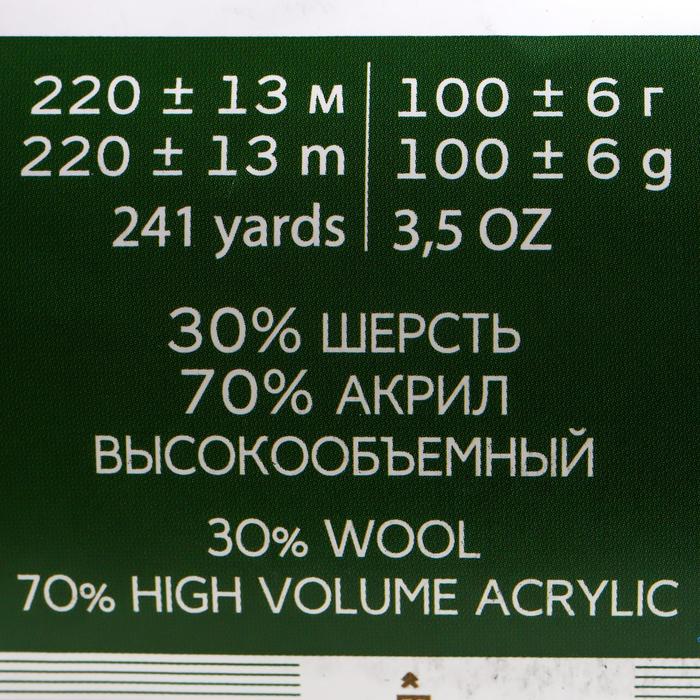 220 ± 13 м
220 ± 13 m
241 yards
100 ± 6 г
100 ± 6 g
3,5 OZ
30% ШЕРСТЬ
70% АКРИЛ
ВЫСОКООБЪЕМНЫЙ
30% WOOL
70% HIGH VOLUME ACRYLIC